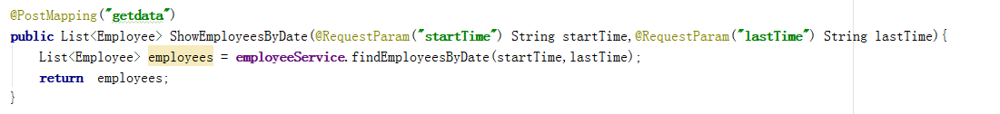 @PostMapping("getdata")
public List<Employee> ShowEmployeesByDate(@RequestParam("startTime") String startTime,@RequestParam("lastTime") String lastTime){
    List<Employee> employees = employeeService.findEmployeesByDate(startTime,lastTime);
    return  employees;
}